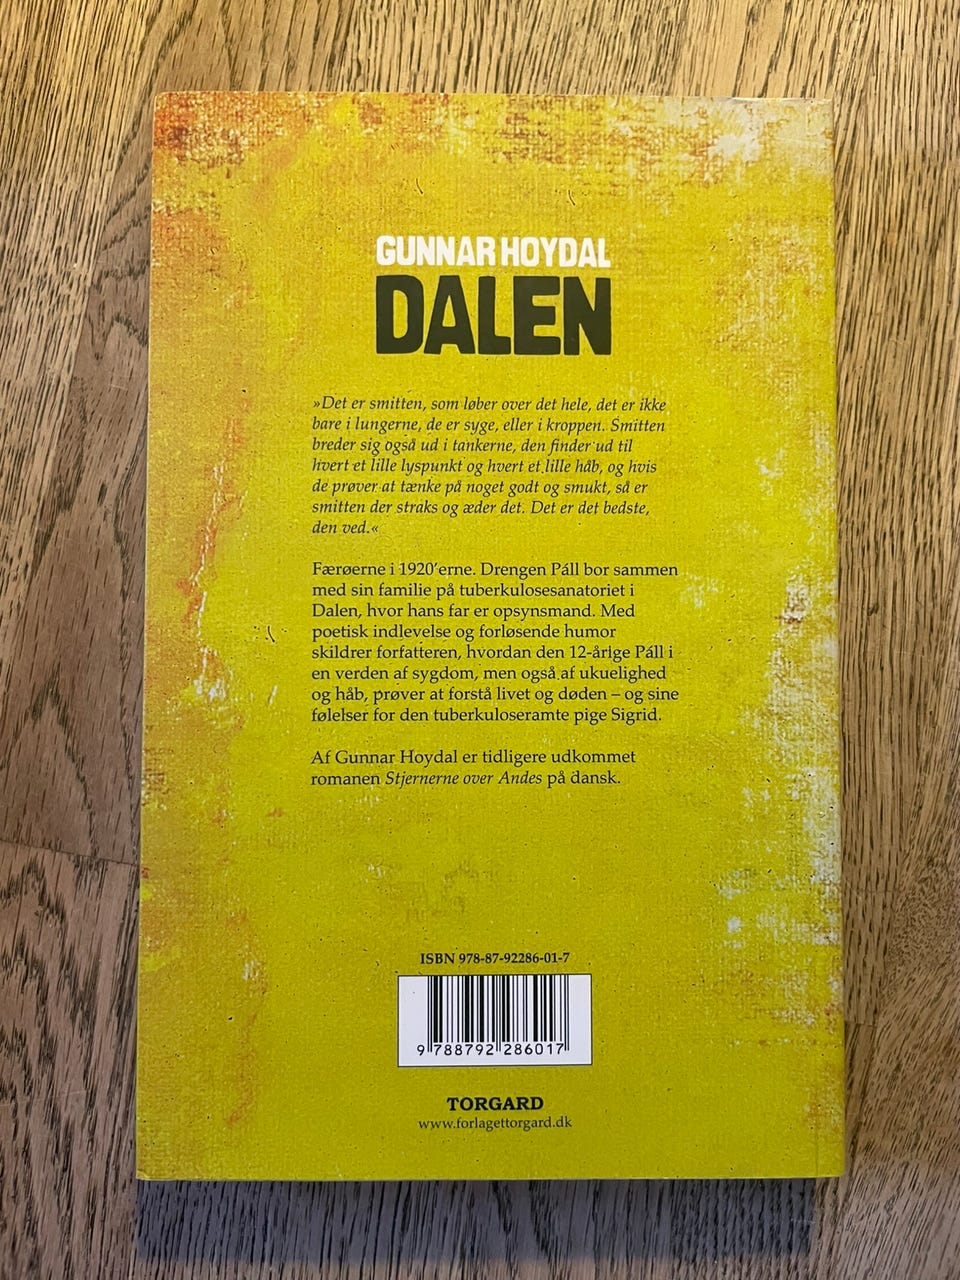 GUNNAR HOYDAL
DALEN
»Det er smitten, som løber over det hele, det er ikke
bare i lungerne, de er syge, eller i kroppen. Smitten
breder sig også ud i tankerne, den finder ud til
hvert et lille lyspunkt og hvert et lille håb, og hvis
de prøver at tænke på noget godt og smukt, så er
smitten der straks og æder det. Det er det bedste,
den ved.«
Færøerne i 1920'erne. Drengen Páll bor sammen
med sin familie på tuberkulosesanatoriet i
Dalen, hvor hans far er opsynsmand. Med
poetisk indlevelse og forløsende humor
skildrer forfatteren, hvordan den 12-årige Páll i
en verden af sygdom, men også af ukuelighed
og håb, prøver at forstå livet og døden – og sine
følelser for den tuberkuloseramte pige Sigrid.
Af Gunnar Hoydal er tidligere udkommet
romanen Stjernerne over Andes på dansk.
ISBN 978-87-92286-01-7
9 788792 286017
TORGARD
www.forlagettorgard.dk